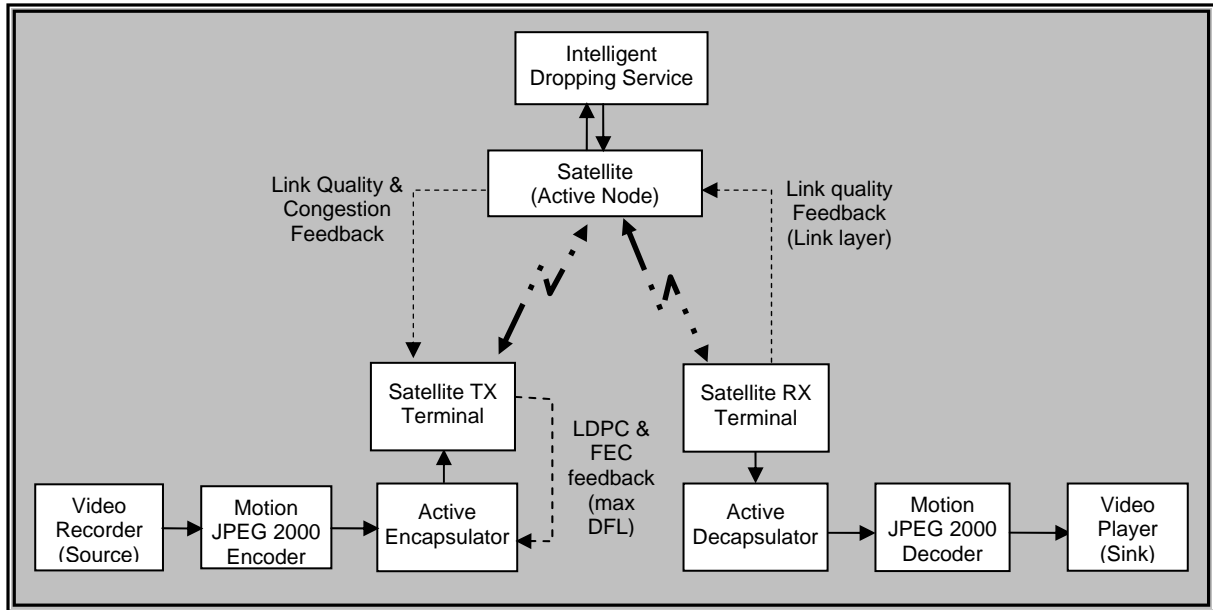 Intelligent
Dropping Service
Satellite
(Active Node)
Link Quality &
Congestion
Feedback
Link quality
Feedback
(Link layer)
Satellite TX
Terminal
Satellite RX
Terminal
LDPC &
FEC
feedback
(max
DFL)
Video
Recorder
(Source)
Motion
JPEG 2000
Encoder
Active
Encapsulator
Active
Decapsulator
Motion
JPEG 2000
Decoder
Video
Player
(Sink)